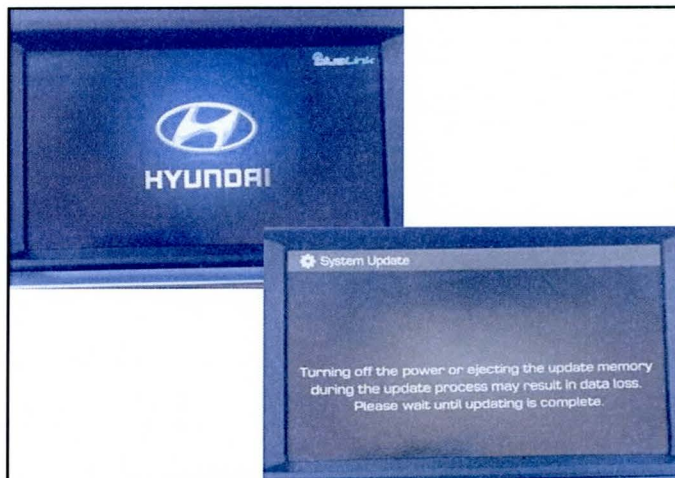 blueLink
HYUNDAI
System Update
Turning off the power or ejecting the update memory
during the update process may result in data loss.
Please wait until updating is complete.